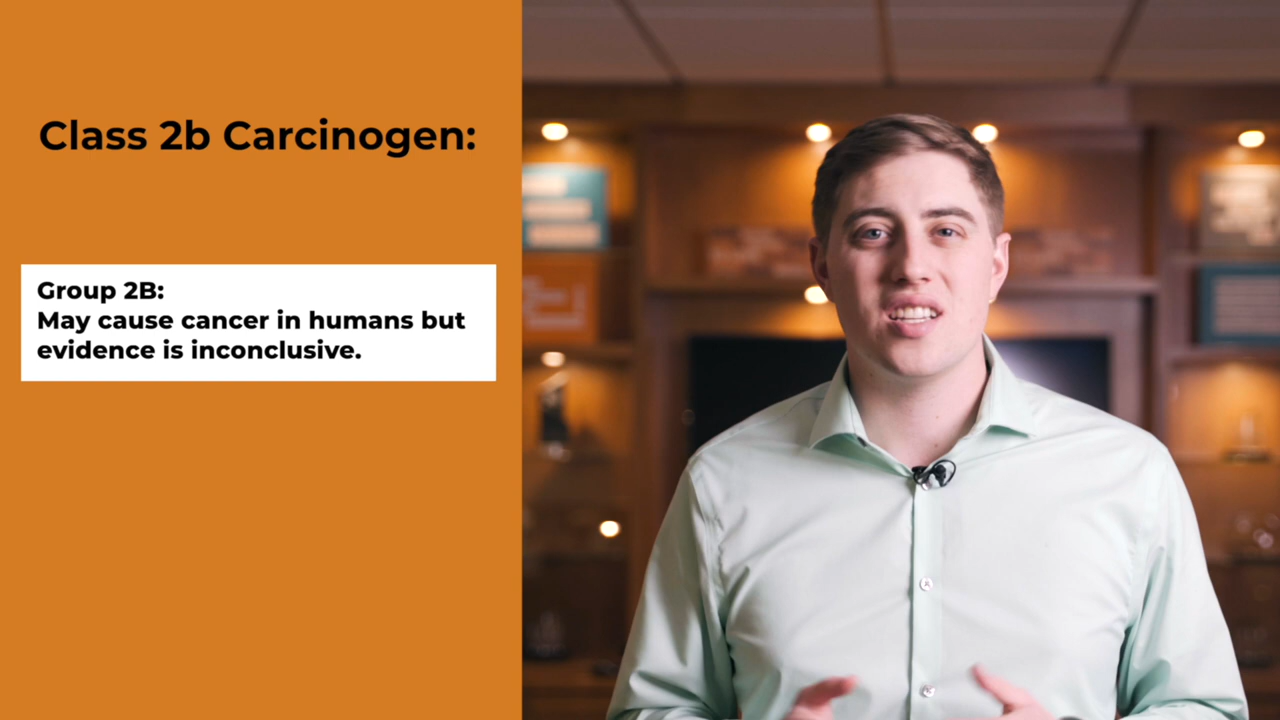 Class 2b Carcinogen:
Group 2B:
May cause cancer in humans but
evidence is inconclusive.